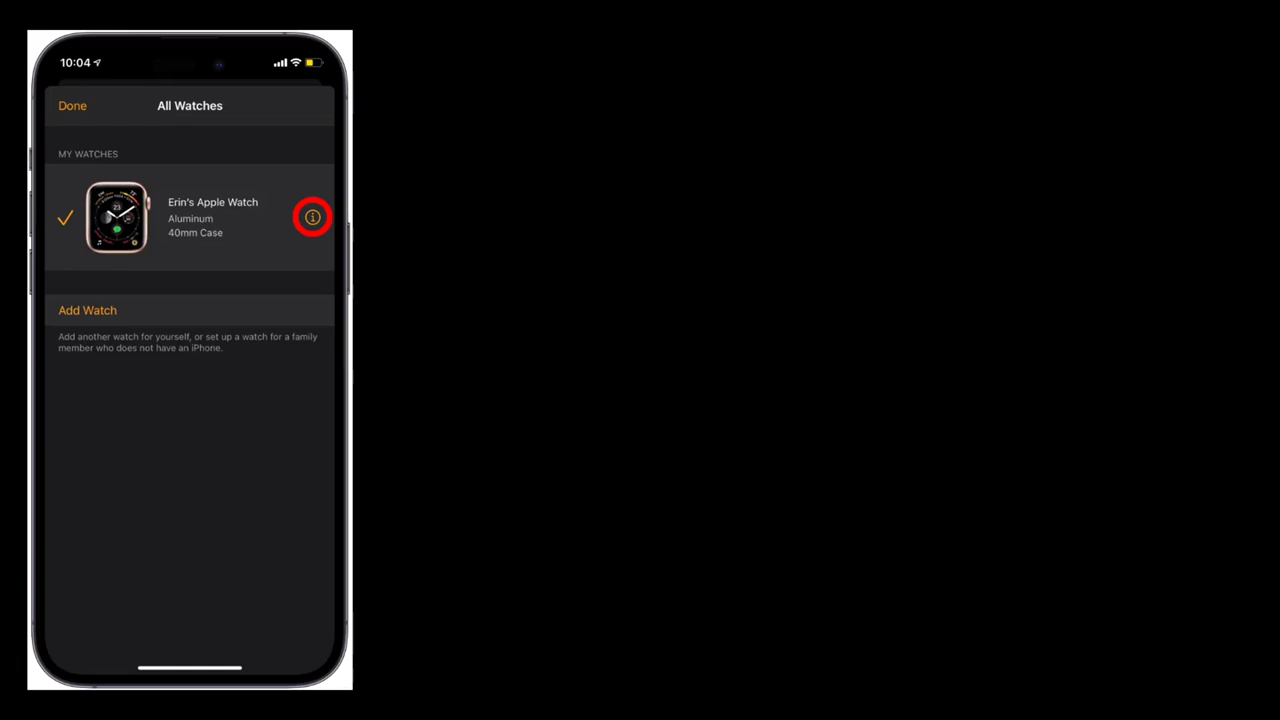 10:04
Done
All Watches
MY WATCHES
Erin's Apple Watch
Aluminum
40mm Case
Add Watch
Add another watch for yourself, or set up a watch for a family
member who does not have an iPhone.